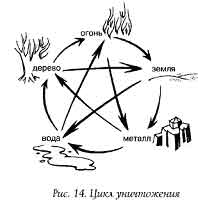 огонь
дерево
земля
вода
металл
Рис. 14. Цикл уничтожения